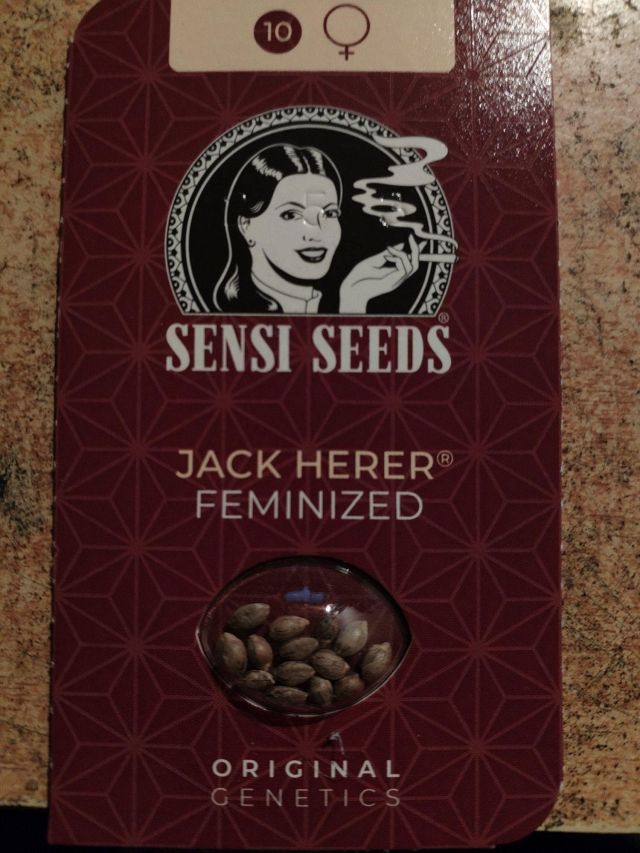 10
SENSI SEEDS®
JACK HERER®
FEMINIZED
ORIGINAL
GENETICS